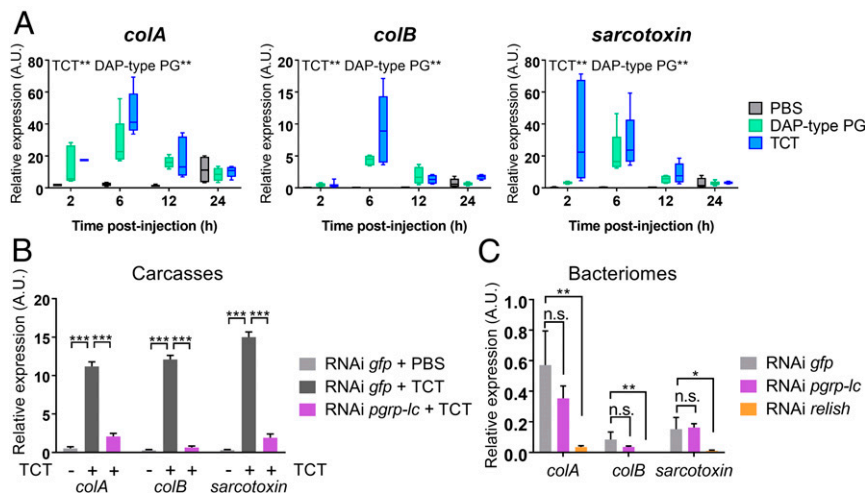 A
colA
colB
sarcotoxin
Relative expression (A.U.)
80
60
40
20
0
TCT** DAP-type PG**
2 6 12 24
Time post-injection (h)
Relative expression (A.U.)
20
15
10
5
0
TCT** DAP-type PG**
2 6 12 24
Time post-injection (h)
Relative expression (A.U.)
80
60
40
20
0
TCT** DAP-type PG**
2 6 12 24
Time post-injection (h)
PBS
DAP-type PG
TCT
B
Carcasses
Relative expression (A.U.)
20
15
10
5
0
*** ***
*** ***
*** ***
TCT - + + - + + - + + TCT
colA colB sarcotoxin
RNAi gfp + PBS
RNAi gfp + TCT
RNAi pgrp-lc + TCT
C
Bacteriomes
Relative expression (A.U.)
1.0
0.8
0.6
0.4
0.2
0.0
**
n.s.
**
n.s.
*
n.s.
colA colB sarcotoxin
RNAi gfp
RNAi pgrp-lc
RNAi relish